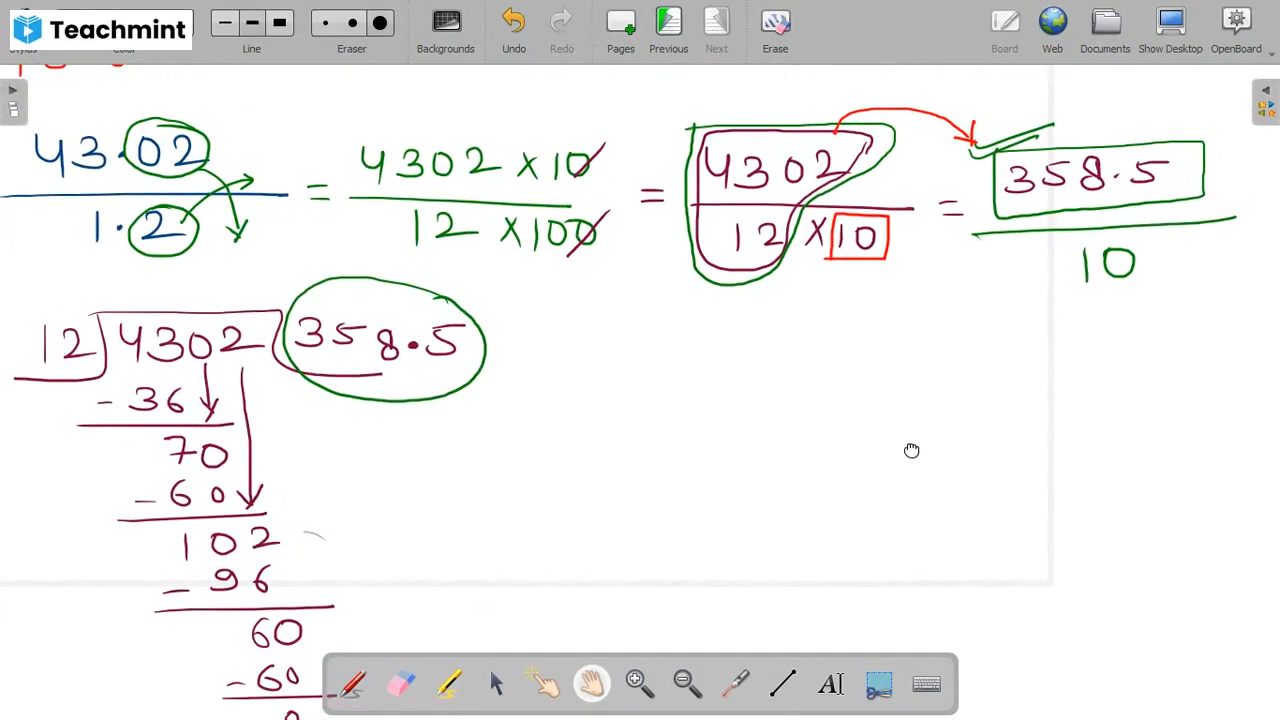 Teachmint
Line
Eraser
Backgrounds
Undo
Redo
Pages
Previous
Next
Erase
Board
Web
Documents
Show Desktop
OpenBoard
43.02 / 1.2 = 4302 × 10 / 12 × 100 = 4302 / 12 × 10 = 358.5 / 10
12 4302 358.5
- 36
70
- 60
102
- 96
60
- 60
0